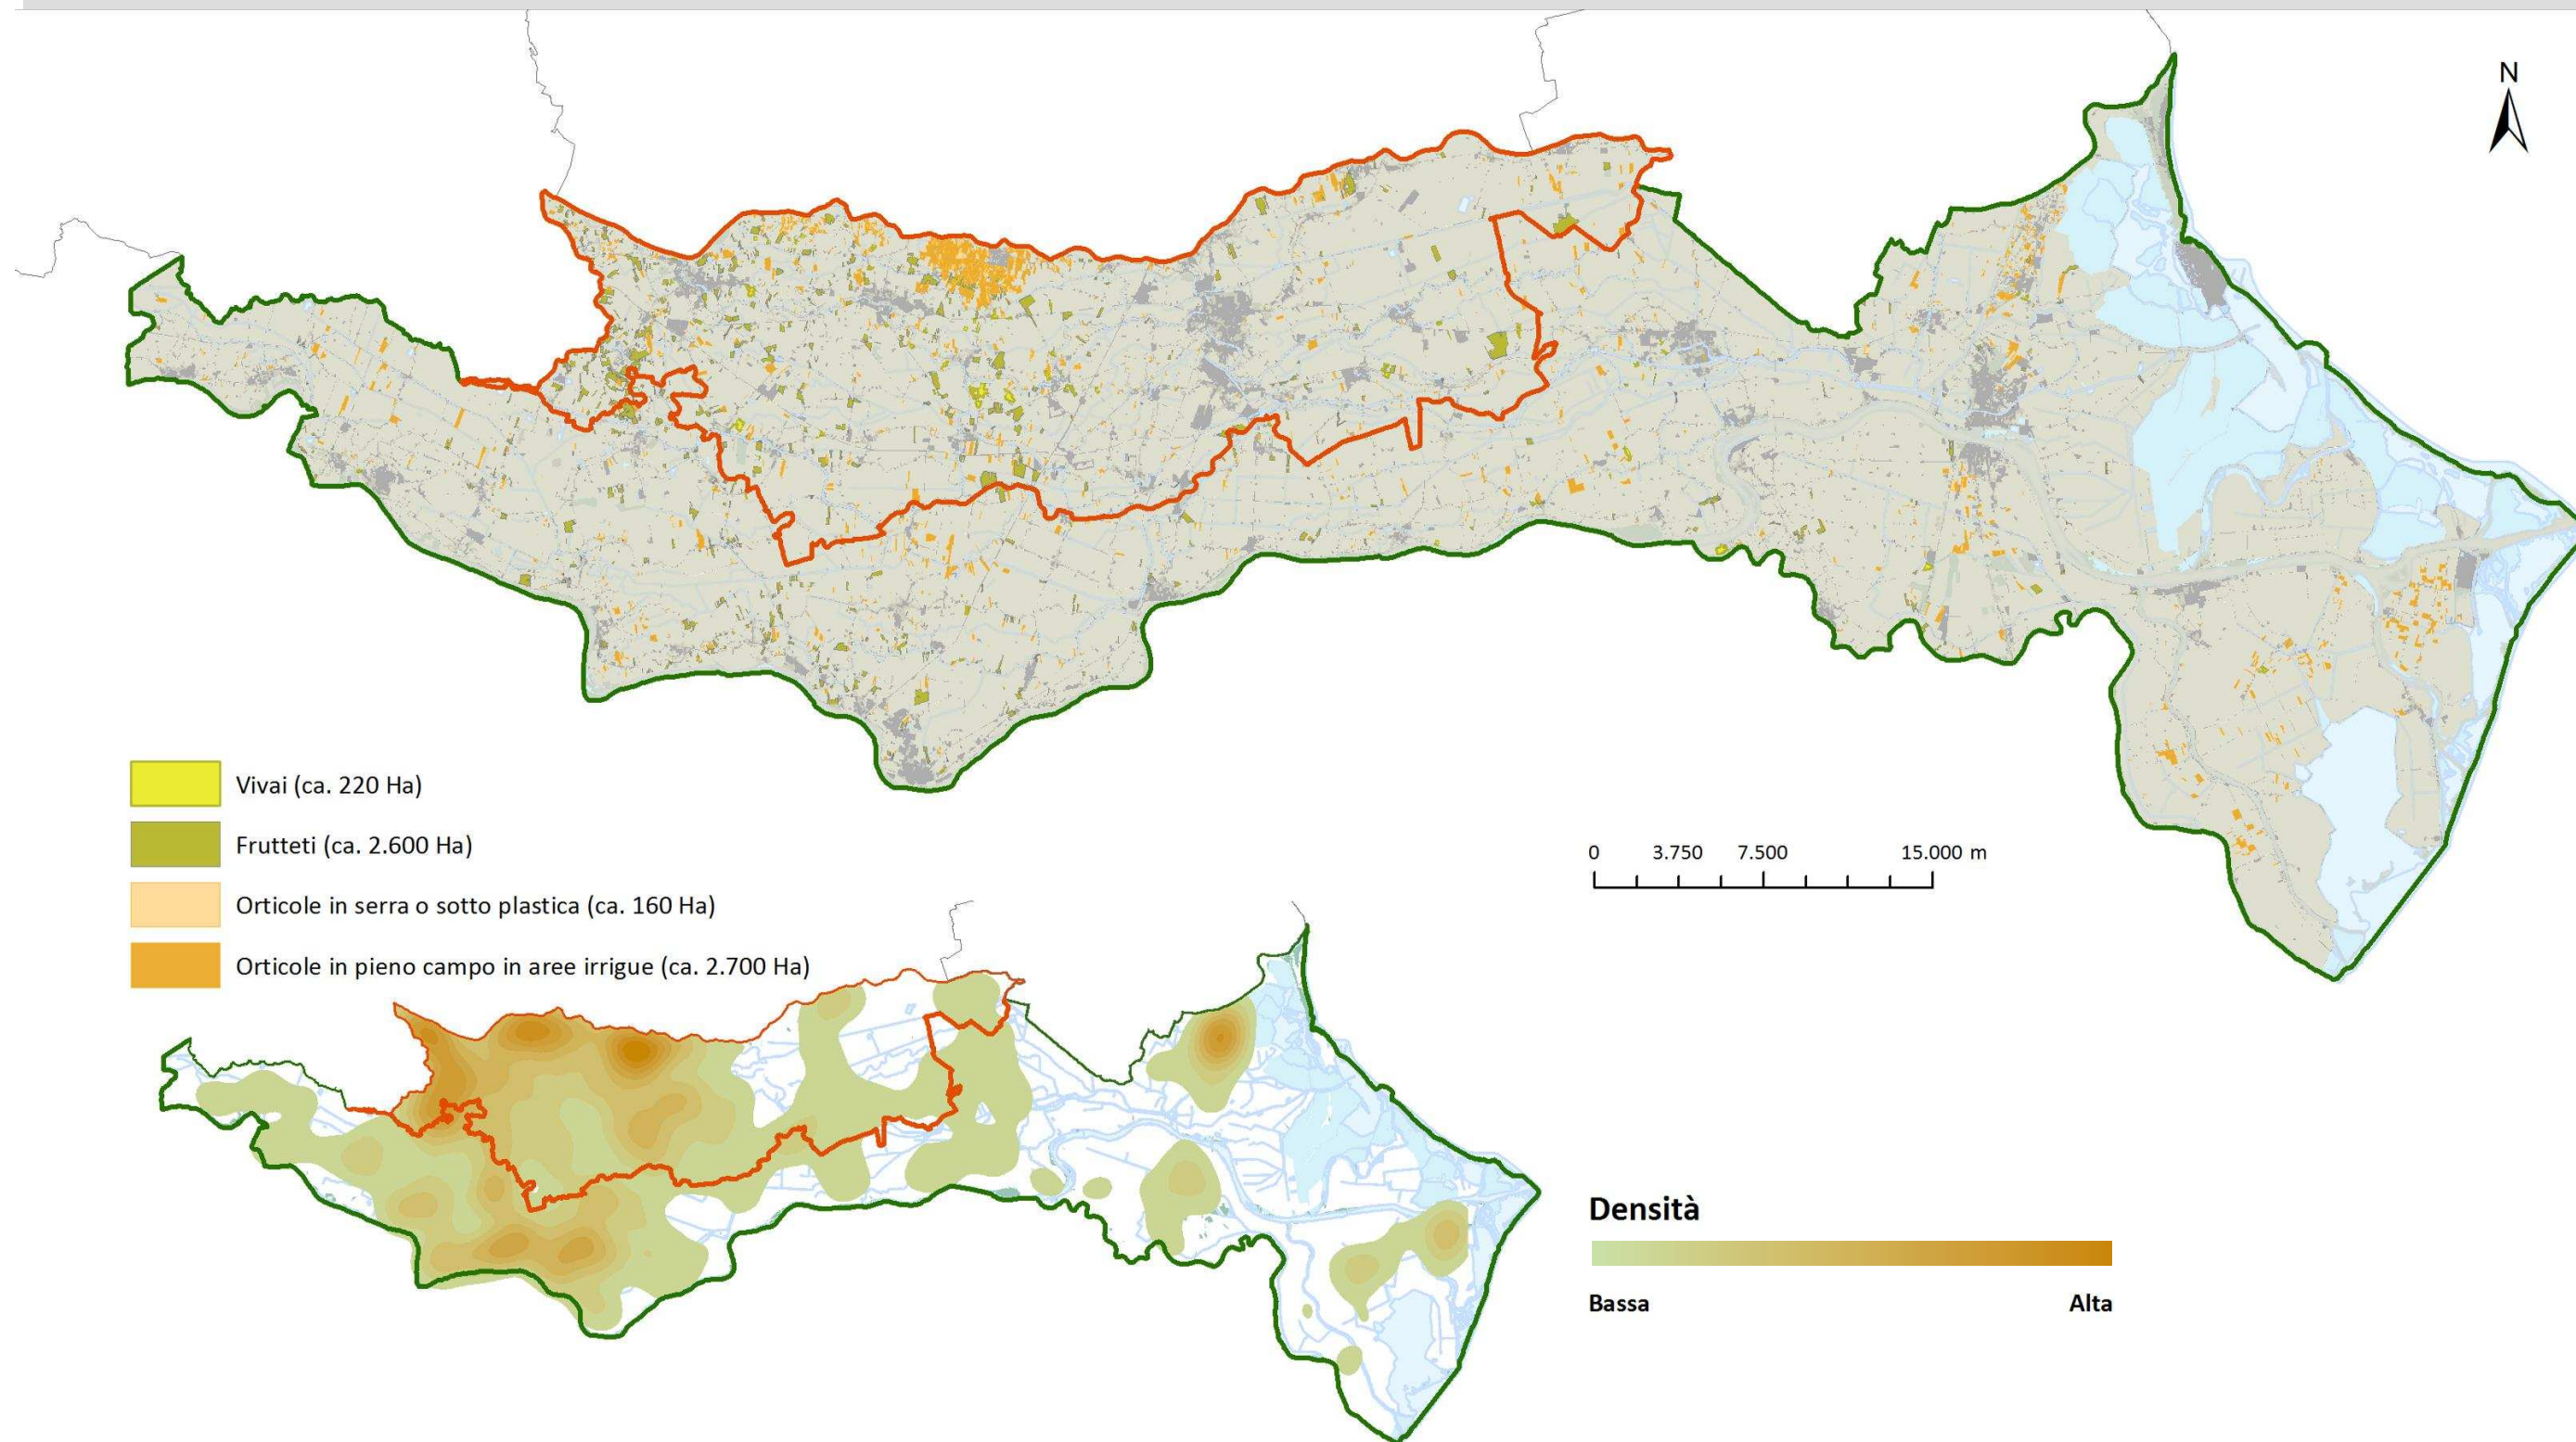 N
Vivai (ca. 220 Ha)
Frutteti (ca. 2.600 Ha)
Orticole in serra o sotto plastica (ca. 160 Ha)
Orticole in pieno campo in aree irrigue (ca. 2.700 Ha)
0 3.750 7.500 15.000 m
Densità
Bassa Alta